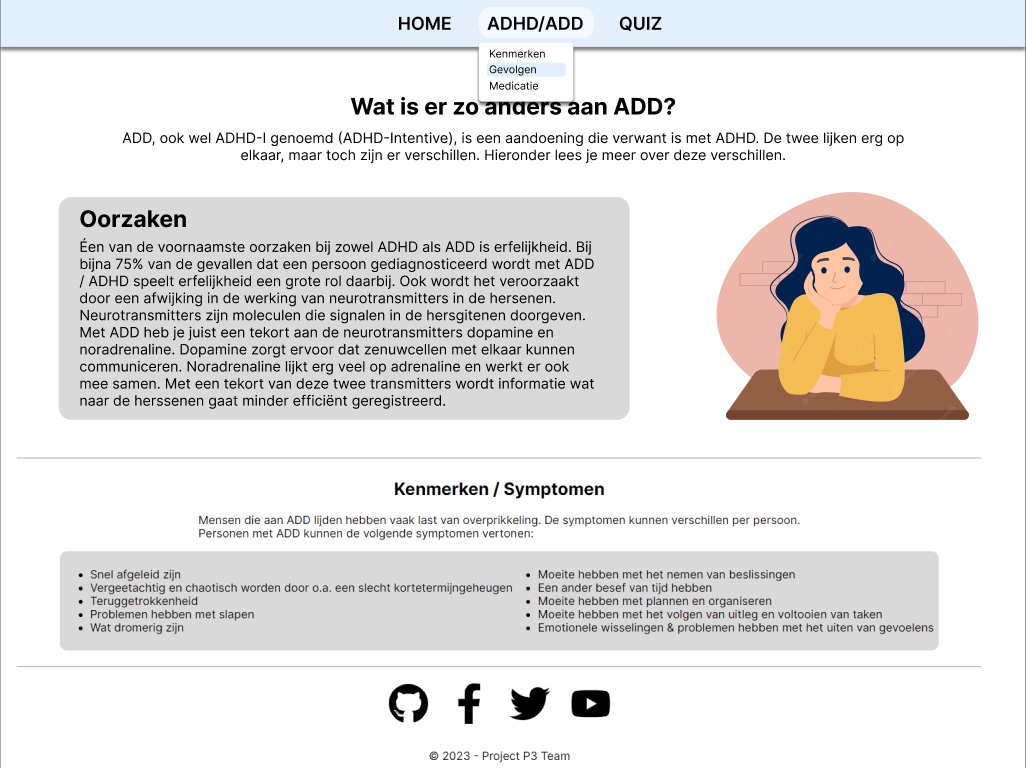 HOME ADHD/ADD QUIZ
Kenmerken
Gevolgen
Medicatie
Wat is er zo anders aan ADD?
ADD, ook wel ADHD-I genoemd (ADHD-Intentive), is een aandoening die verwant is met ADHD. De twee lijken erg op
elkaar, maar toch zijn er verschillen. Hieronder lees je meer over deze verschillen.
Oorzaken
Éen van de voornaamste oorzaken bij zowel ADHD als ADD is erfelijkheid. Bij
bijna 75% van de gevallen dat een persoon gediagnosticeerd wordt met ADD
/ ADHD speelt erfelijkheid een grote rol daarbij. Ook wordt het veroorzaakt
door een afwijking in de werking van neurotransmitters in de hersenen.
Neurotransmitters zijn moleculen die signalen in de hersgitenen doorgeven.
Met ADD heb je juist een tekort aan de neurotransmitters dopamine en
noradrenaline. Dopamine zorgt ervoor dat zenuwcellen met elkaar kunnen
communiceren. Noradrenaline lijkt erg veel op adrenaline en werkt er ook
mee samen. Met een tekort van deze twee transmitters wordt informatie wat
naar de herssenen gaat minder efficiënt geregistreerd.
Kenmerken / Symptomen
Mensen die aan ADD lijden hebben vaak last van overprikkeling. De symptomen kunnen verschillen per persoon.
Personen met ADD kunnen de volgende symptomen vertonen:
• Snel afgeleid zijn
• Vergeetachtig en chaotisch worden door o.a. een slecht kortetermijngeheugen
• Teruggetrokkenheid
• Problemen hebben met slapen
• Wat dromerig zijn
• Moeite hebben met het nemen van beslissingen
• Een ander besef van tijd hebben
• Moeite hebben met plannen en organiseren
• Moeite hebben met het volgen van uitleg en voltooien van taken
• Emotionele wisselingen & problemen hebben met het uiten van gevoelens
© 2023 - Project P3 Team